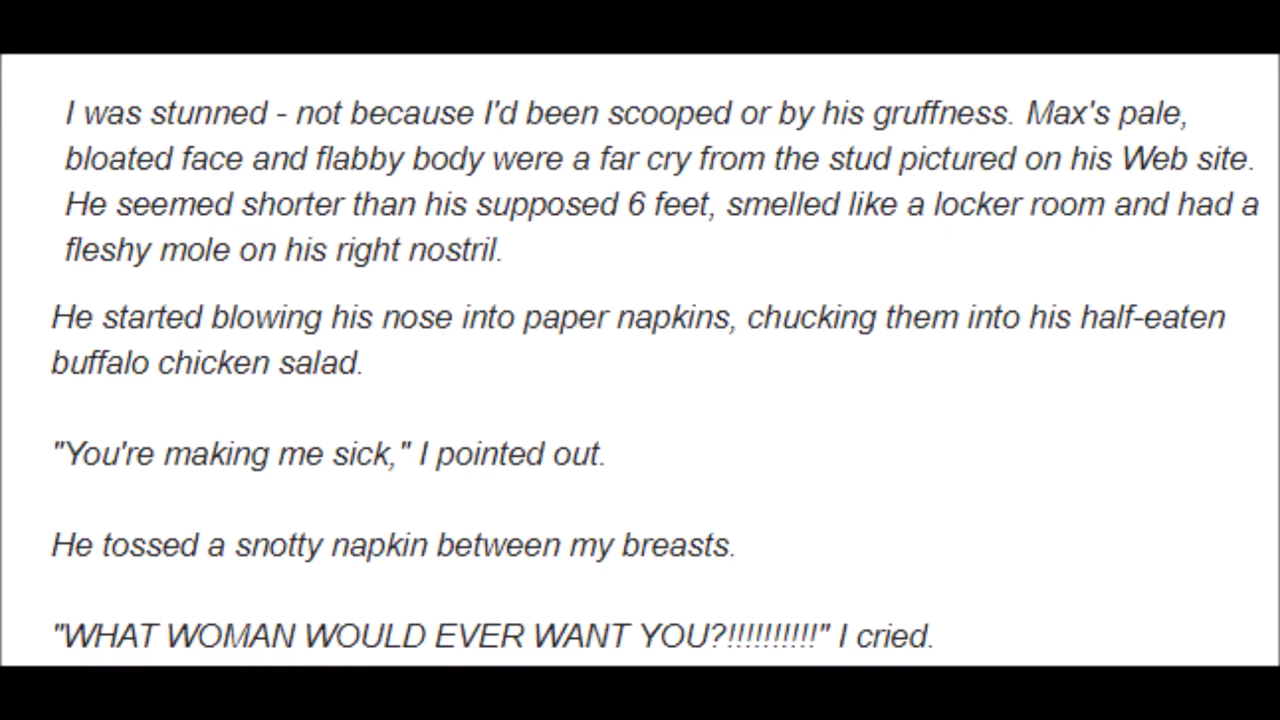 I was stunned - not because I'd been scooped or by his gruffness. Max's pale,
bloated face and flabby body were a far cry from the stud pictured on his Web site.
He seemed shorter than his supposed 6 feet, smelled like a locker room and had a
fleshy mole on his right nostril.
He started blowing his nose into paper napkins, chucking them into his half-eaten
buffalo chicken salad.
"You're making me sick," I pointed out.
He tossed a snotty napkin between my breasts.
"WHAT WOMAN WOULD EVER WANT YOU?!!!!!!!!!!" I cried.